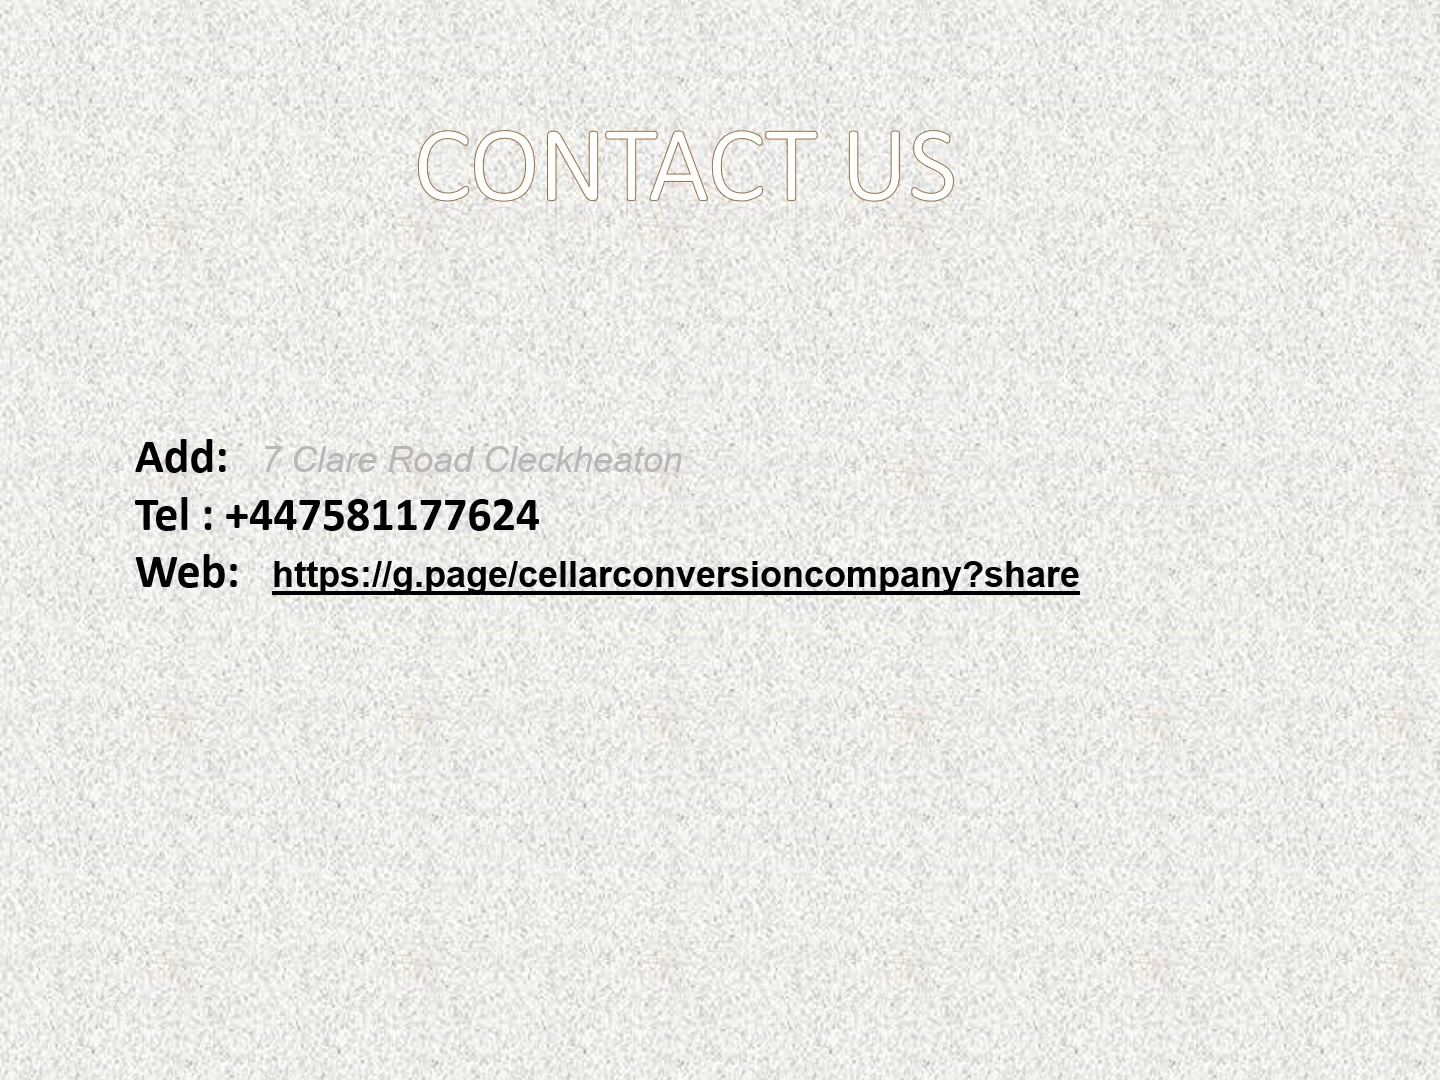 CONTACT US
Add: 7 Clare Road Cleckheaton
Tel : +447581177624
Web: https://g.page/cellarconversioncompany?share